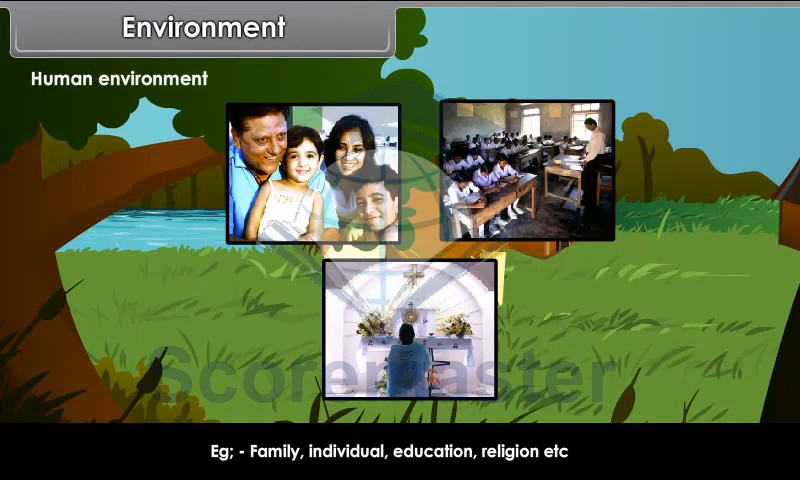 Environment
Human environment
Scoremaster
Eg; - Family, individual, education, religion etc